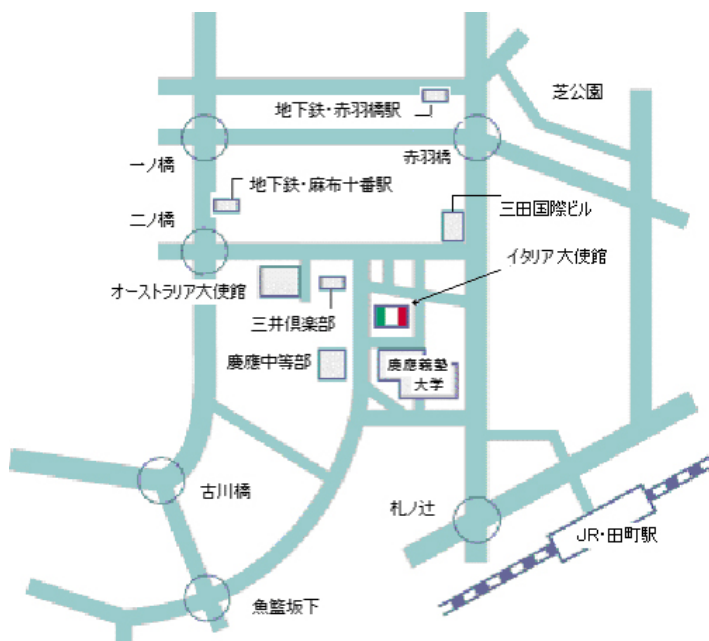 芝公園
地下鉄・赤羽橋駅
一ノ橋
赤羽橋
地下鉄・麻布十番駅
三田国際ビル
二ノ橋
イタリア大使館
オーストラリア大使館
三井倶楽部
慶應中等部
慶應義塾
大学
古川橋
札ノ辻
JR・田町駅
魚籃坂下